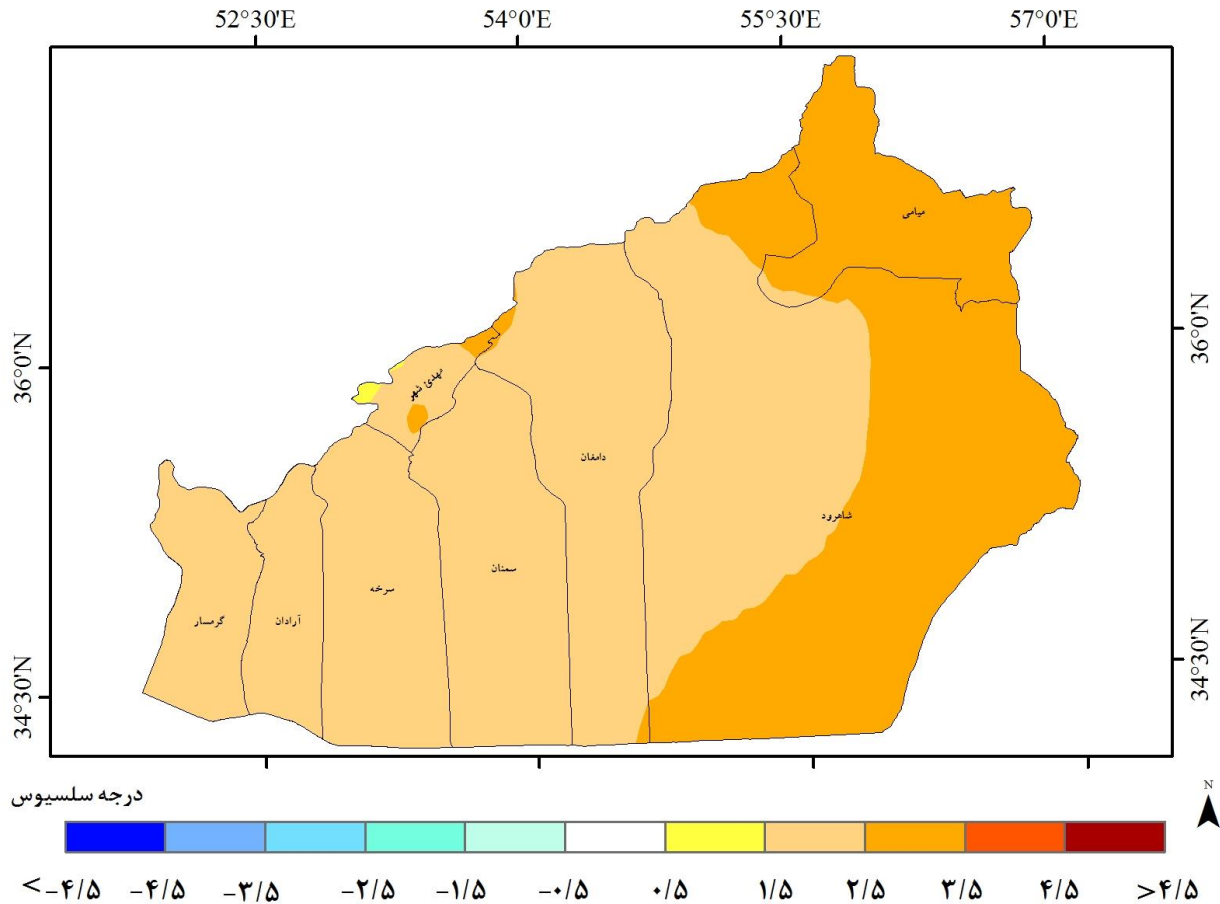 52°30'E 54°0'E 55°30'E 57°0'E
میامی
36°0'N
36°0'N
مهدی شهر
دامغان
شاهرود
سمنان
سرخه
آرادان
گرمسار
34°30'N
34°30'N
درجه سلسیوس
N
< -۴/۵ -۴/۵ -۳/۵ -۲/۵ -۱/۵ -۰/۵ ۰/۵ ۱/۵ ۲/۵ ۳/۵ ۴/۵ >۴/۵